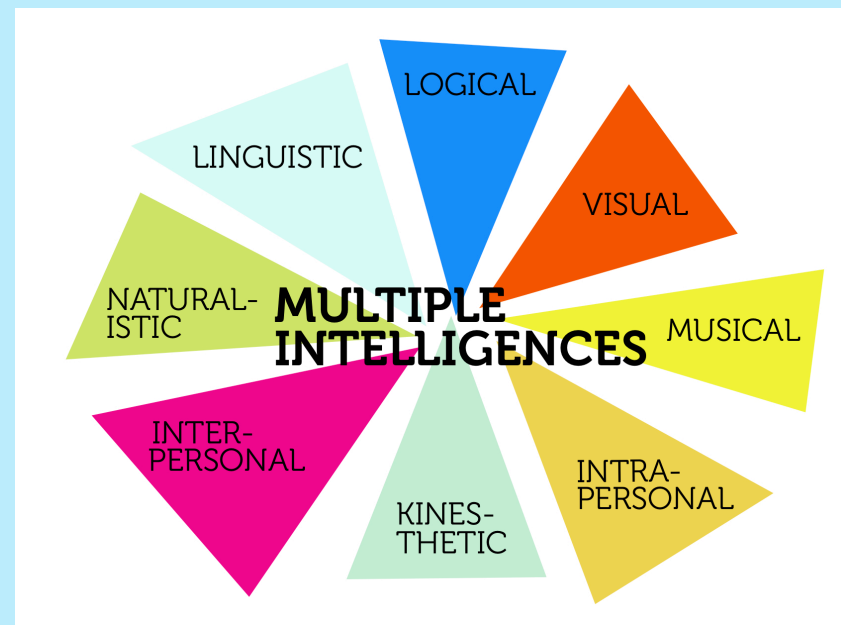 LOGICAL
LINGUISTIC
VISUAL
NATURAL-
ISTIC
MULTIPLE
INTELLIGENCES
MUSICAL
INTER-
PERSONAL
INTRA-
PERSONAL
KINES-
THETIC